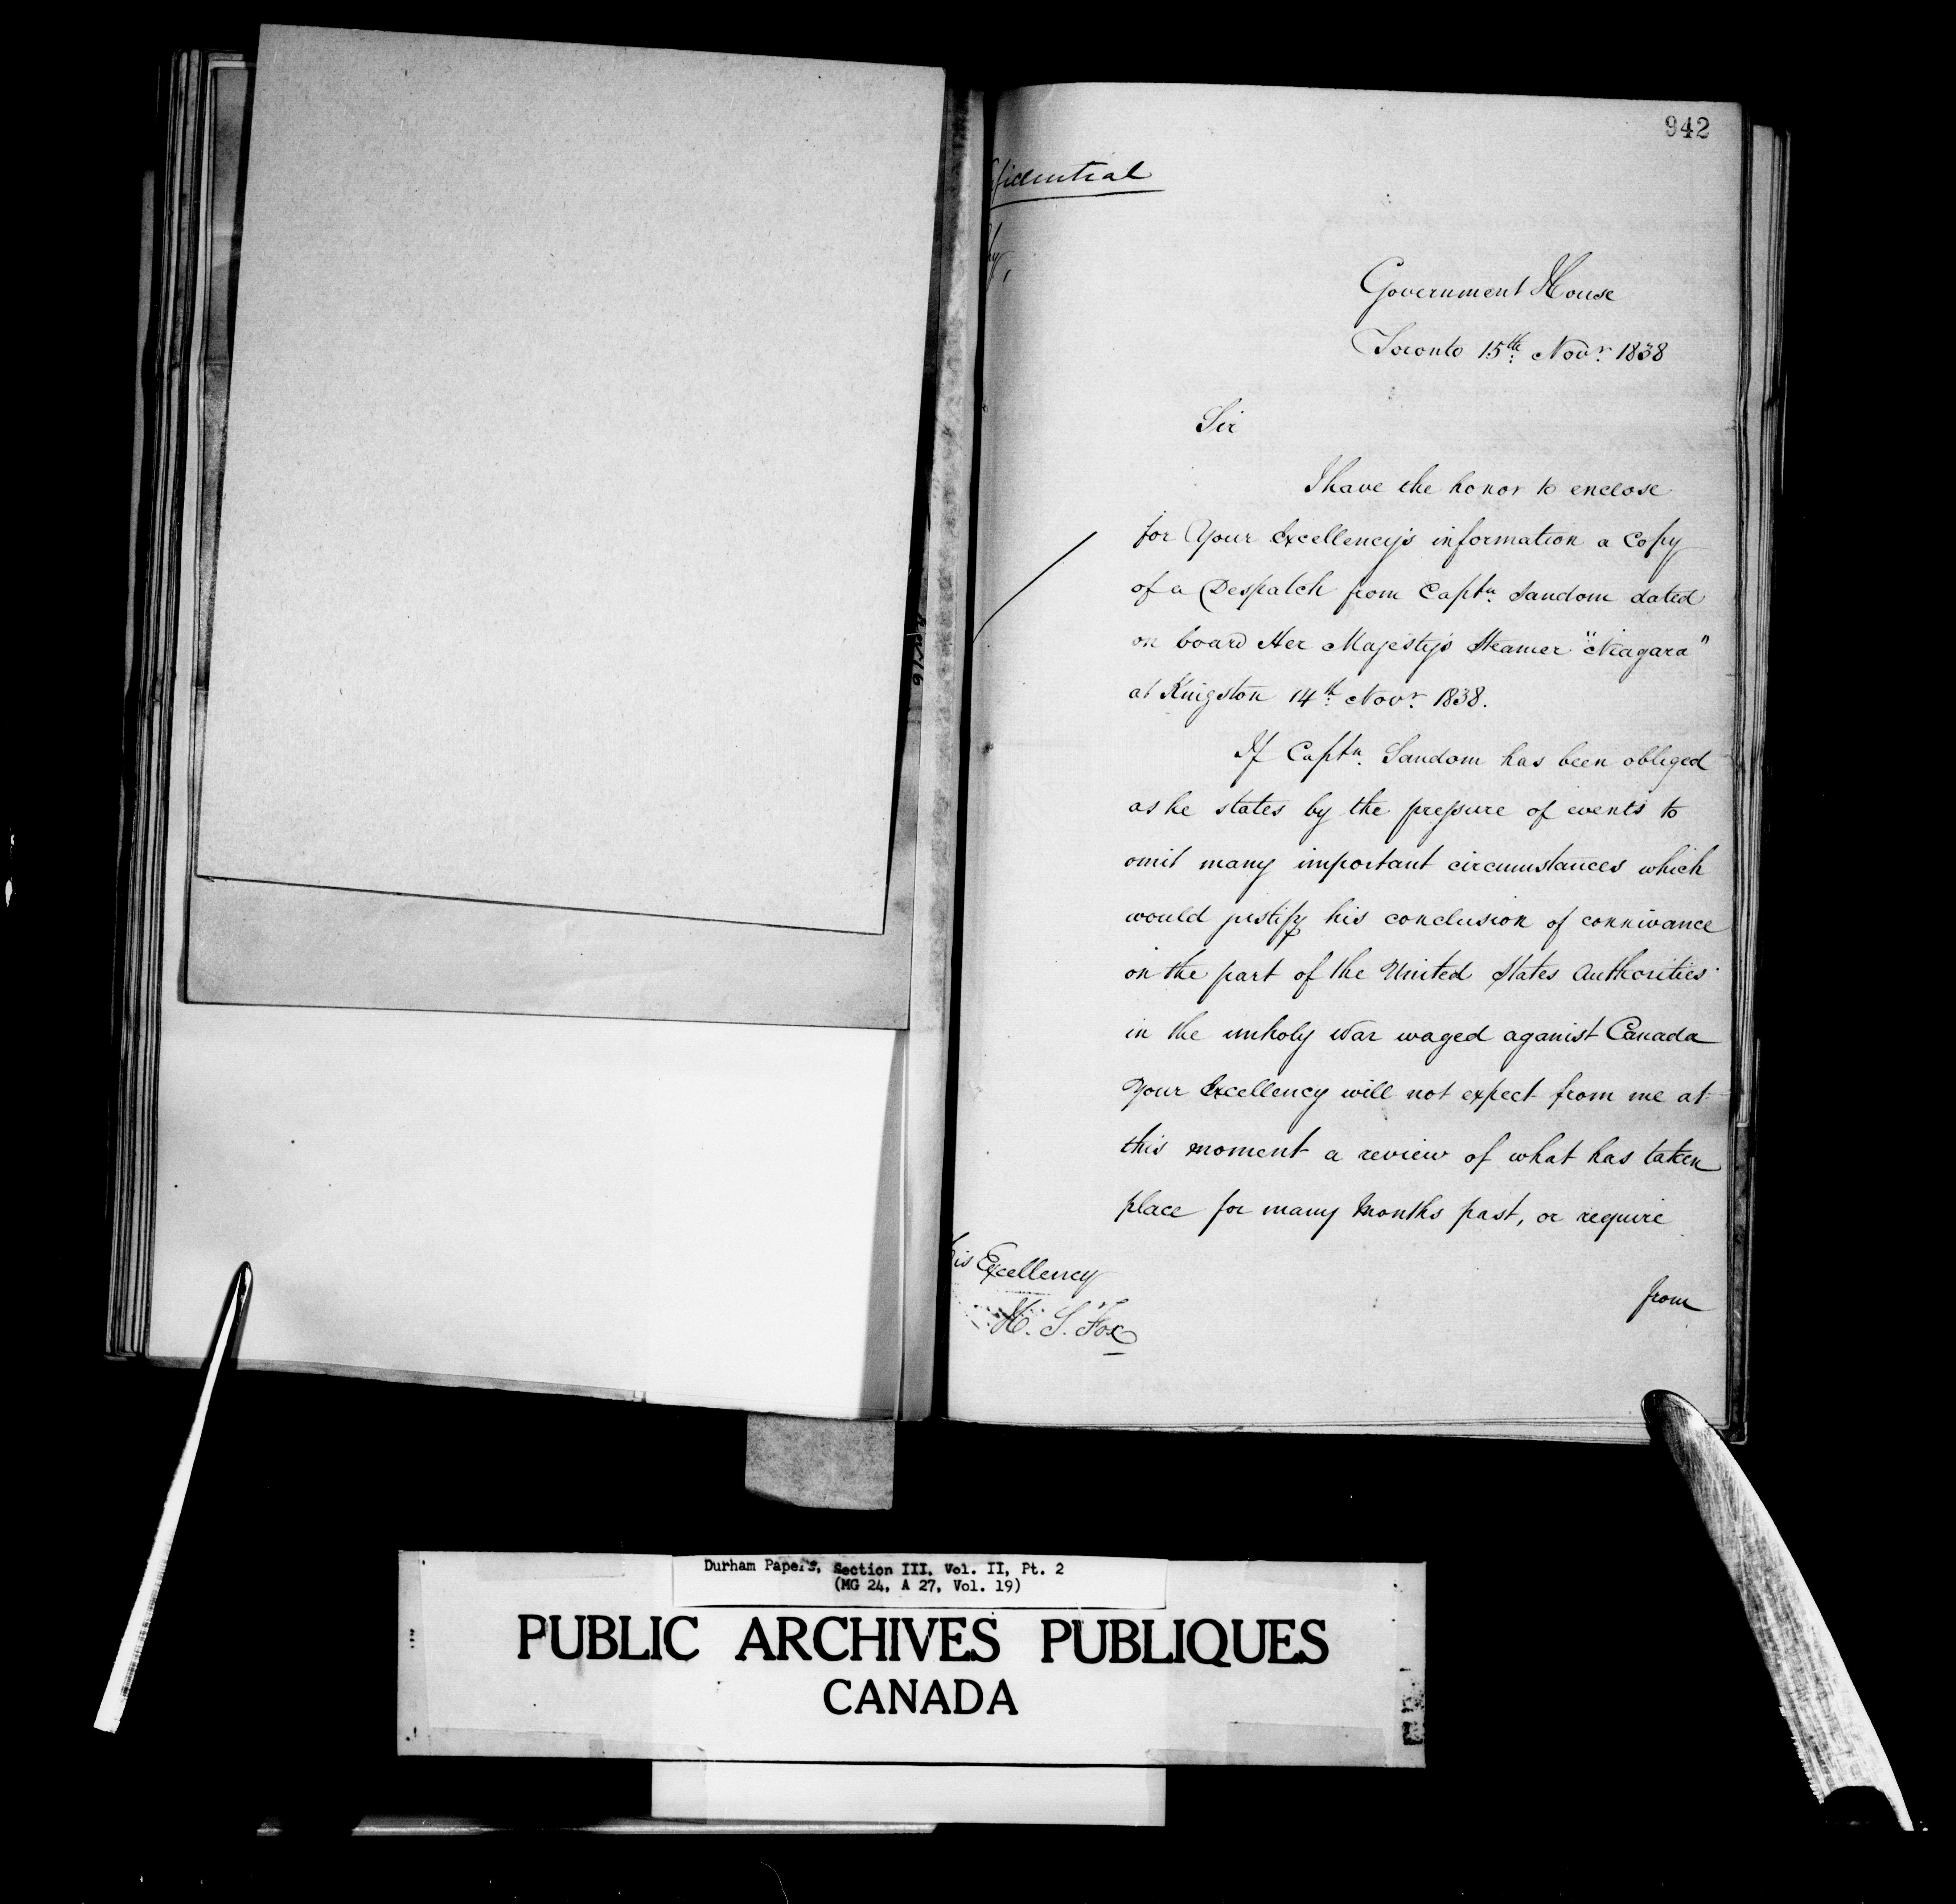 942
fidential
Government House
Toronto 15th Novr. 1838
Sir
I have the honor to enclose
for Your Excellency's information a Copy
of a Despatch from Captn. Sandom dated
on board Her Majesty's Steamer "Niagara"
at Kingston 14th Novr. 1838.
If Captn. Sandom has been obliged
as he states by the pressure of events to
omit many important circumstances which
would justify his conclusion of connivance
on the part of the United States Authorities
in the unholy War waged against Canada
Your Excellency will not expect from me at
this moment a review of what has taken
place for many Months past, or require
from
is Excellency
H. S. Fox
Durham Papers, Section III, Vol. II, Pt. 2
(MG 24, A 27, Vol. 19)
PUBLIC ARCHIVES PUBLIQUES
CANADA